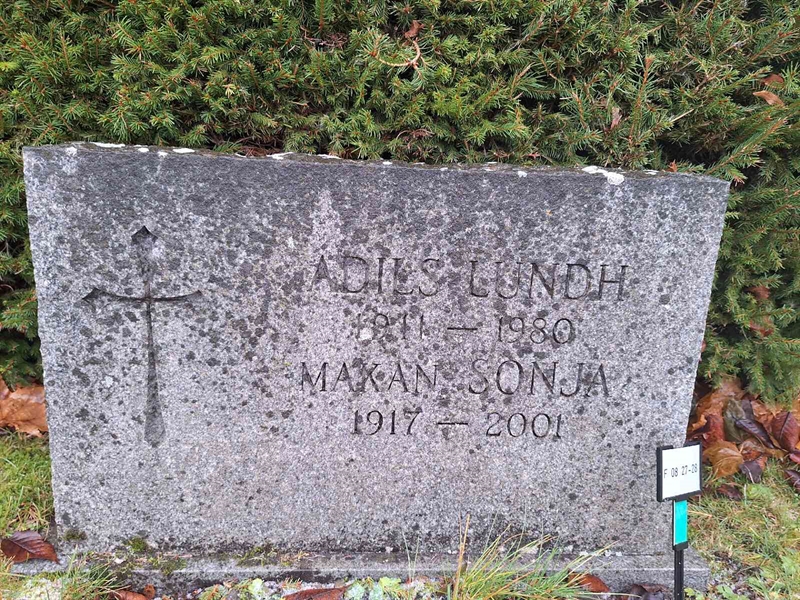 ADILS LUNDH
1911 — 1980
MAKAN SONJA
1917 — 2001
F 08 27-28